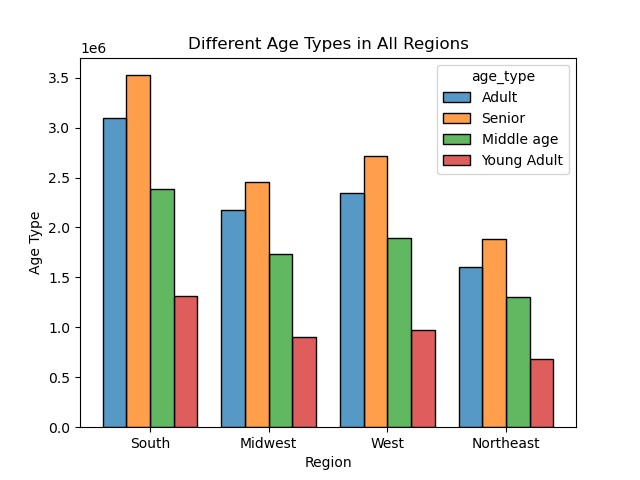 Different Age Types in All Regions
1e6
3.5
3.0
2.5
2.0
1.5
1.0
0.5
0.0
Age Type
age_type
Adult
Senior
Middle age
Young Adult
South
Midwest
West
Northeast
Region